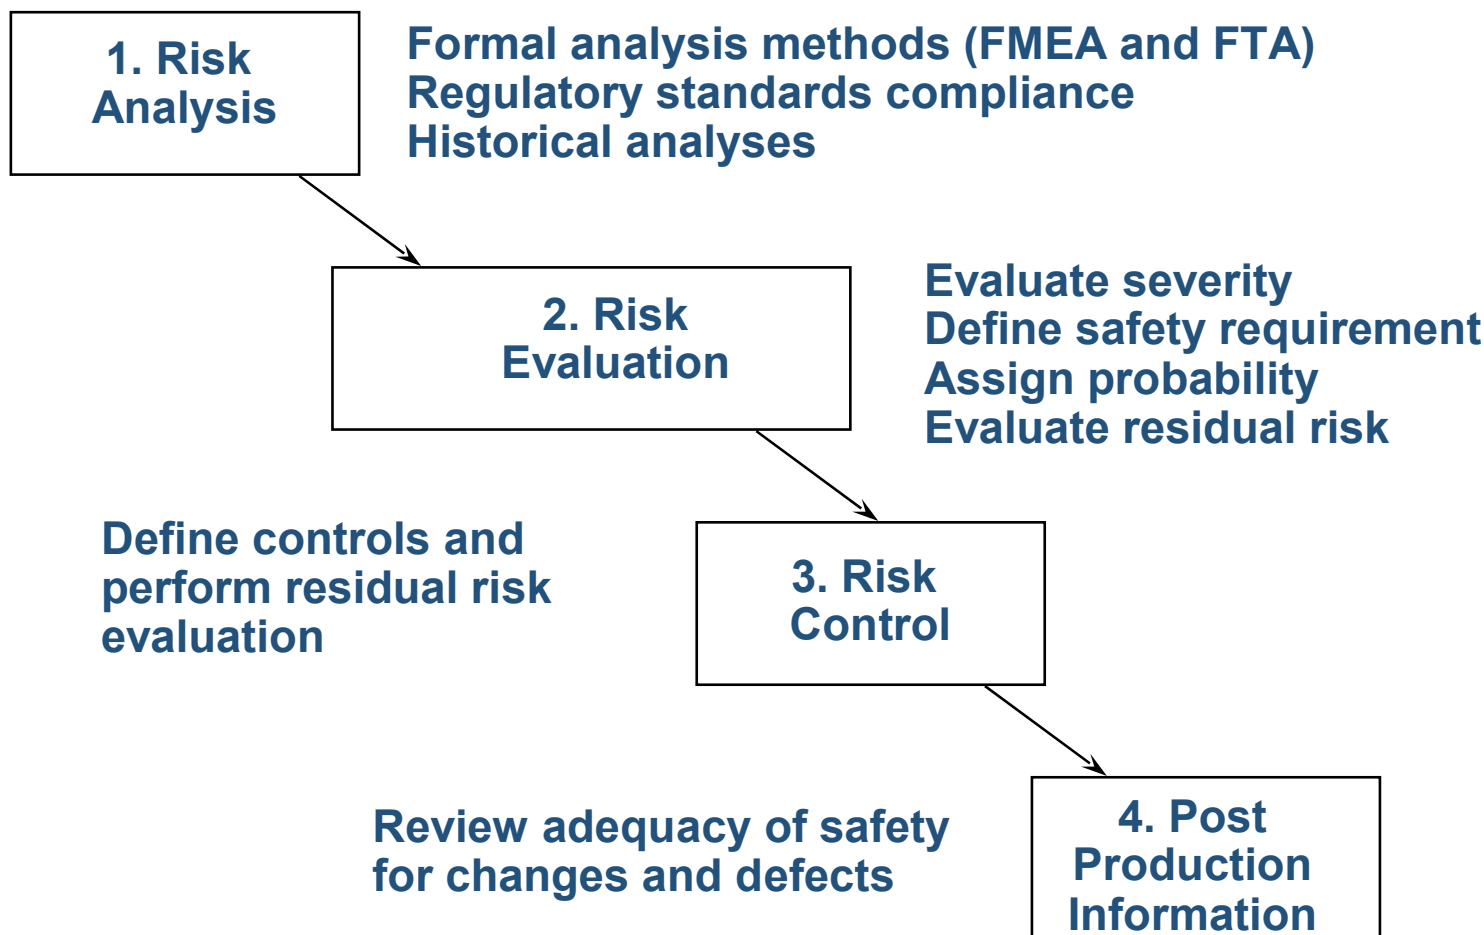 1. Risk
Analysis
Formal analysis methods (FMEA and FTA)
Regulatory standards compliance
Historical analyses
2. Risk
Evaluation
Evaluate severity
Define safety requirement
Assign probability
Evaluate residual risk
Define controls and
perform residual risk
evaluation
3. Risk
Control
Review adequacy of safety
for changes and defects
4. Post
Production
Information